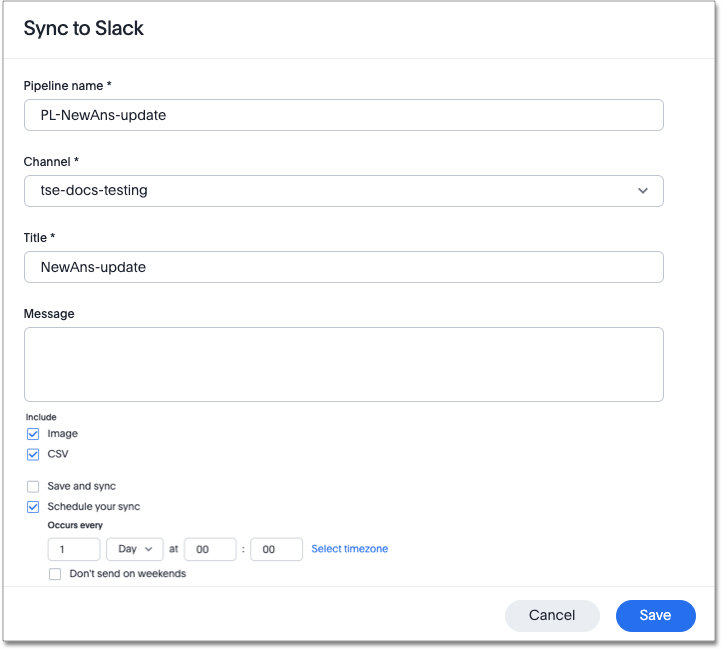 Sync to Slack
Pipeline name *
PL-NewAns-update
Channel *
tse-docs-testing
Title *
NewAns-update
Message
Include
Image
CSV
Save and sync
Schedule your sync
Occurs every
1 Day at 00 : 00 Select timezone
Don't send on weekends
Cancel Save